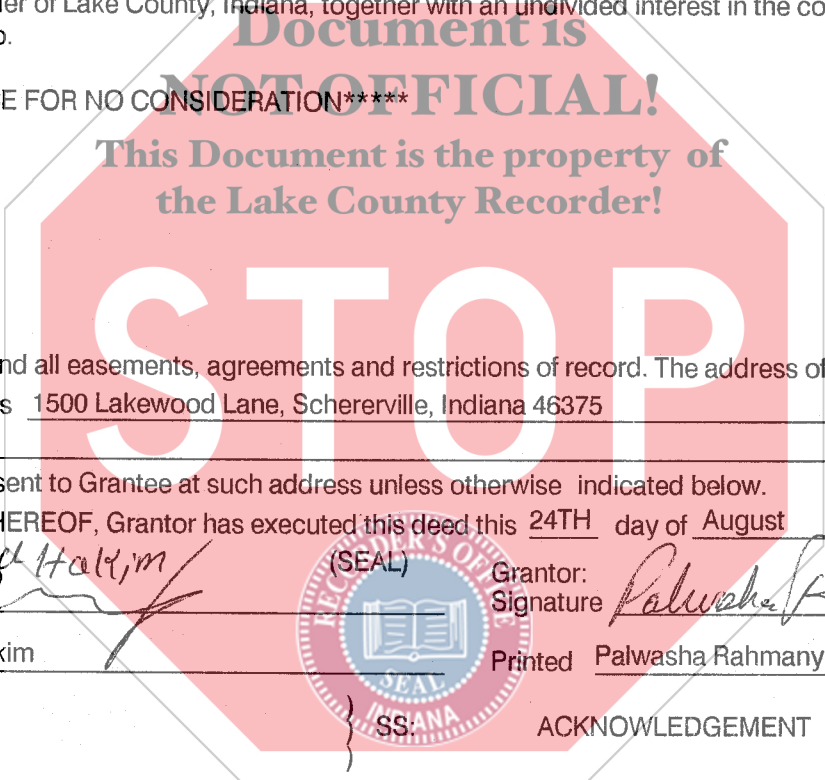 er of Lake County, Indiana, together with an undivided interest in the co
Document is
o.
NOT OFFICIAL!
E FOR NO CONSIDERATION*****
This Document is the property of
the Lake County Recorder!
STOP
nd all easements, agreements and restrictions of record. The address of
s 1500 Lakewood Lane, Schererville, Indiana 46375
sent to Grantee at such address unless otherwise indicated below.
HEREOF, Grantor has executed this deed this 24TH day of August
Hakim
(SEAL)
Grantor:
Signature Palwasha R
kim
Printed Palwasha Rahmany
RECORDER'S OFFICE
SEAL
INDIANA
SS:
ACKNOWLEDGEMENT